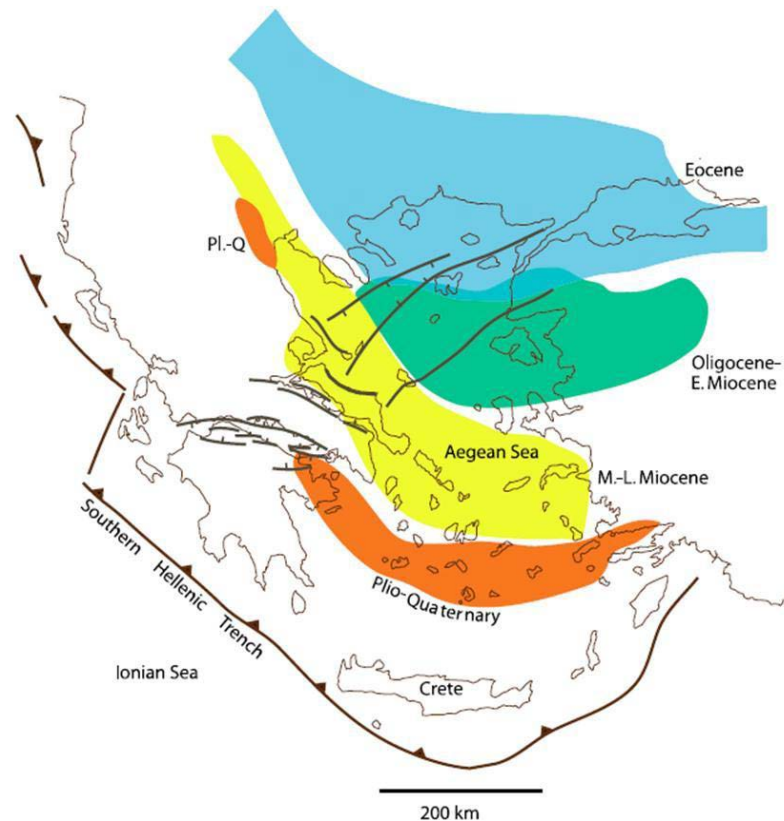 Eocene
Pl.-Q
Oligocene-
E. Miocene
Aegean Sea
M.-L. Miocene
Southern Hellenic Trench
Plio-Quaternary
Ionian Sea
Crete
200 km